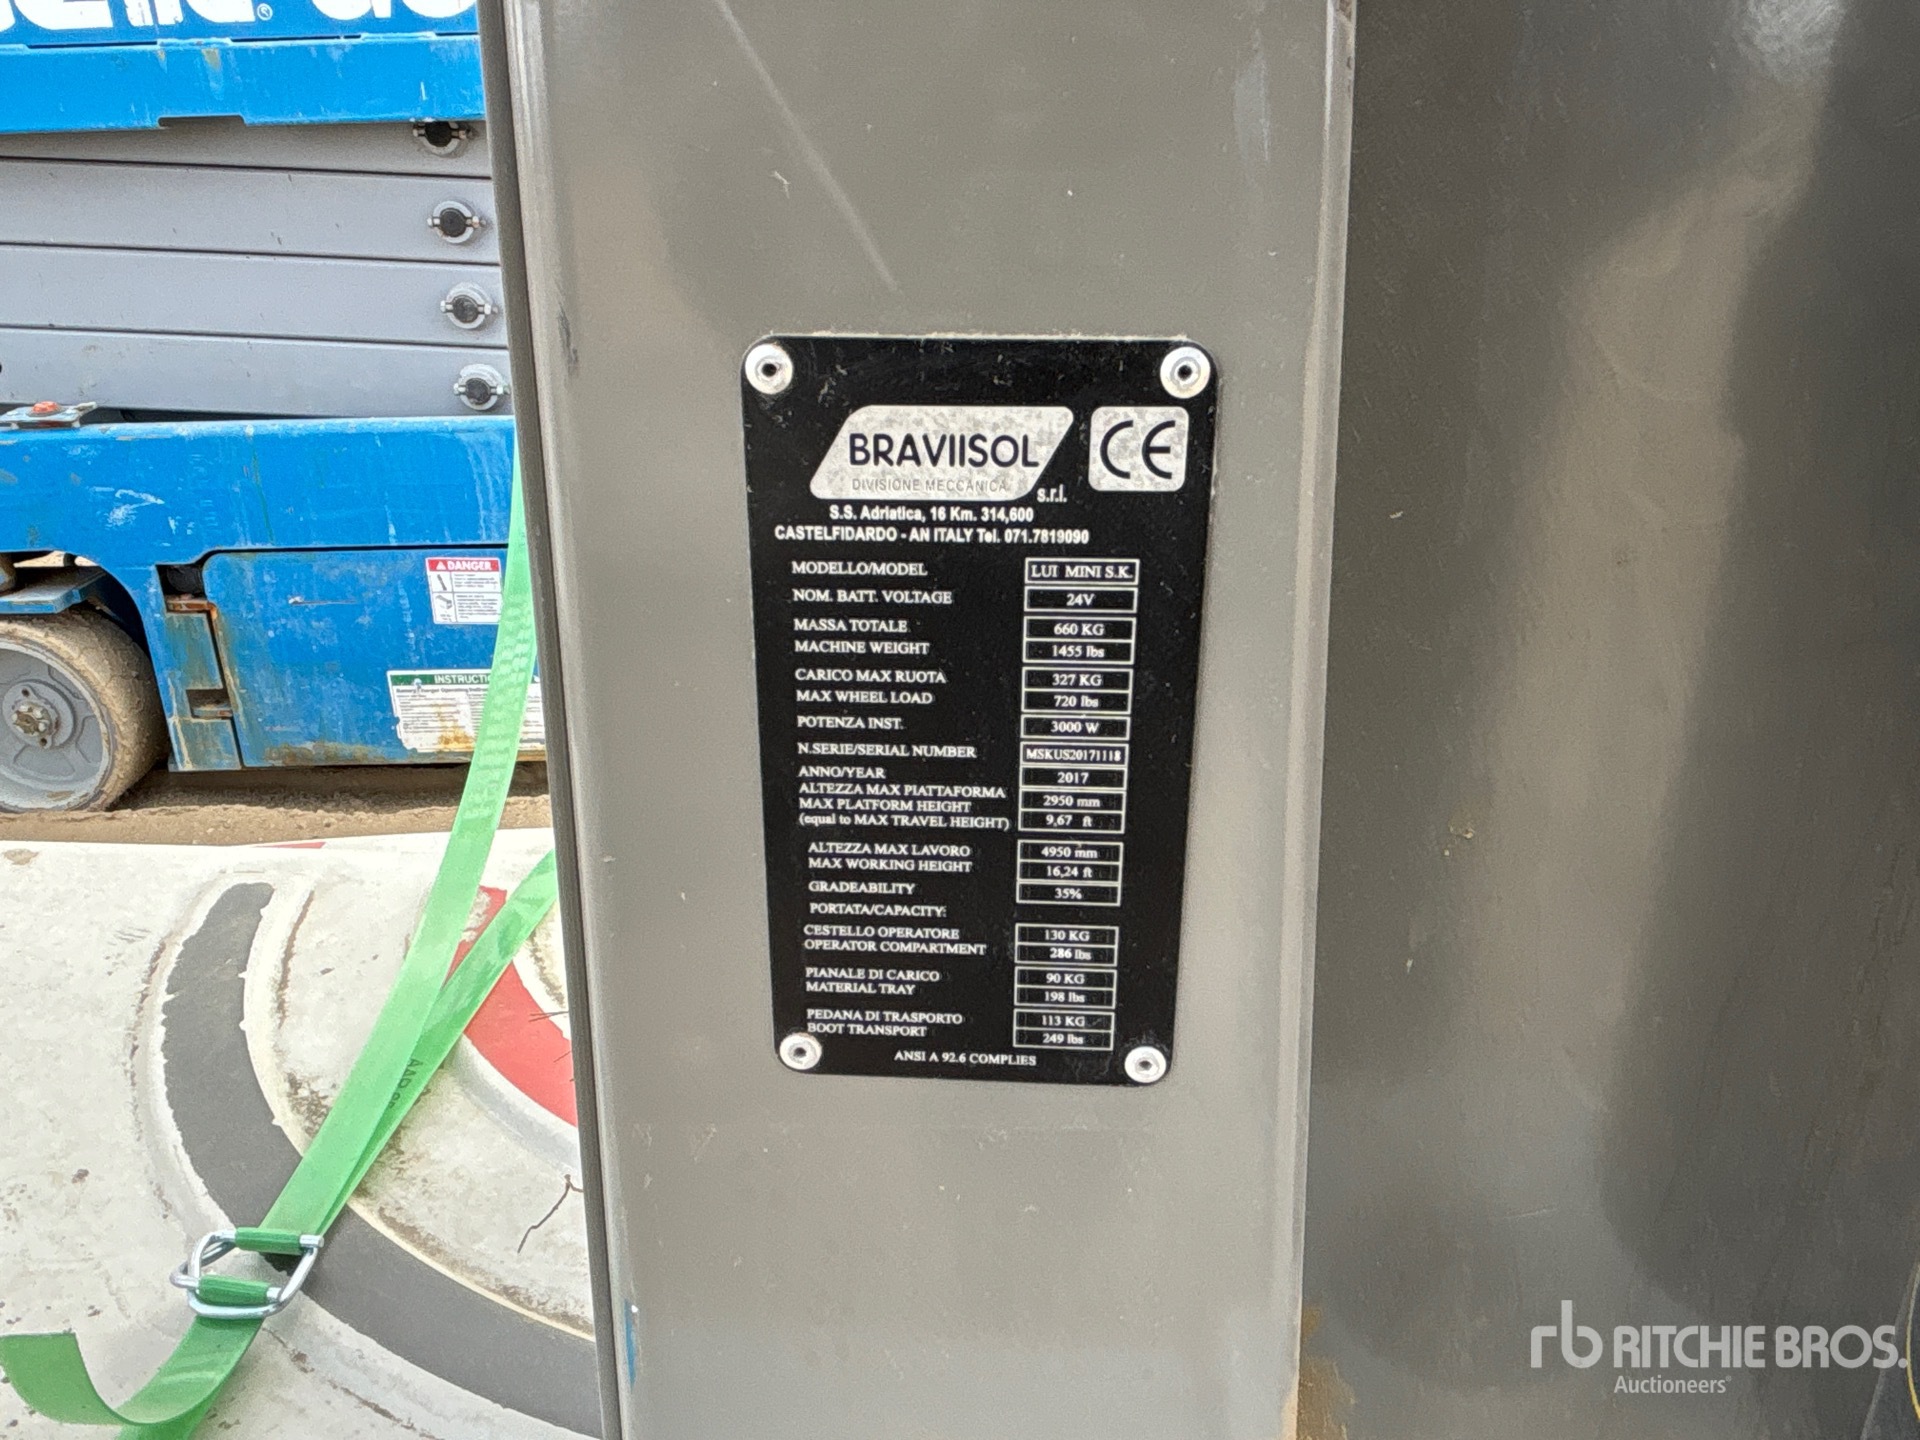 DANGER
BRAVIISOL
DIVISIONE MECCANICA
s.r.l.
CE
S.S. Adriatica, 16 Km. 314,600
CASTELFIDARDO - AN ITALY Tel. 071.7819090
MODELLO/MODEL LUI MINI S.K.
NOM. BATT. VOLTAGE 24V
MASSA TOTALE 660 KG
MACHINE WEIGHT 1455 lbs
CARICO MAX RUOTA 327 KG
MAX WHEEL LOAD 720 lbs
POTENZA INST. 3000 W
N.SERIE/SERIAL NUMBER MSKUS20171118
ANNO/YEAR 2017
ALTEZZA MAX PIATTAFORMA 2950 mm
MAX PLATFORM HEIGHT
(equal to MAX TRAVEL HEIGHT) 9,67 ft
ALTEZZA MAX LAVORO 4950 mm
MAX WORKING HEIGHT 16,24 ft
GRADEABILITY 35%
PORTATA/CAPACITY:
CESTELLO OPERATORE 130 KG
OPERATOR COMPARTMENT 286 lbs
PIANALE DI CARICO 90 KG
MATERIAL TRAY 198 lbs
PEDANA DI TRASPORTO 113 KG
BOOT TRANSPORT 249 lbs
ANSI A 92.6 COMPLIES
rb RITCHIE BROS.
Auctioneers